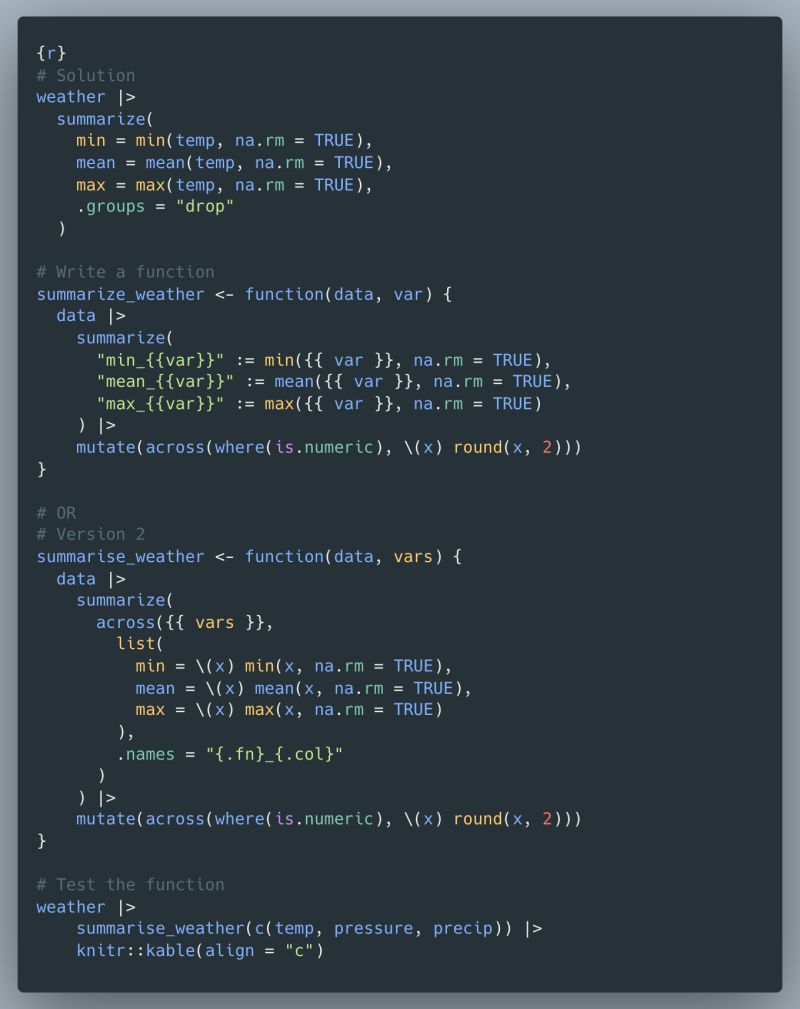 {r}
# Solution
weather |>
  summarize(
    min = min(temp, na.rm = TRUE),
    mean = mean(temp, na.rm = TRUE),
    max = max(temp, na.rm = TRUE),
    .groups = "drop"
  )

# Write a function
summarize_weather <- function(data, var) {
  data |>
    summarize(
      "min_{{var}}" := min({{ var }}, na.rm = TRUE),
      "mean_{{var}}" := mean({{ var }}, na.rm = TRUE),
      "max_{{var}}" := max({{ var }}, na.rm = TRUE)
    ) |>
    mutate(across(where(is.numeric), \(x) round(x, 2)))
}

# OR
# Version 2
summarise_weather <- function(data, vars) {
  data |>
    summarize(
      across({{ vars }},
        list(
          min = \(x) min(x, na.rm = TRUE),
          mean = \(x) mean(x, na.rm = TRUE),
          max = \(x) max(x, na.rm = TRUE)
        ),
        .names = "{.fn}_{.col}"
      )
    ) |>
    mutate(across(where(is.numeric), \(x) round(x, 2)))
}

# Test the function
weather |>
    summarise_weather(c(temp, pressure, precip)) |>
    knitr::kable(align = "c")